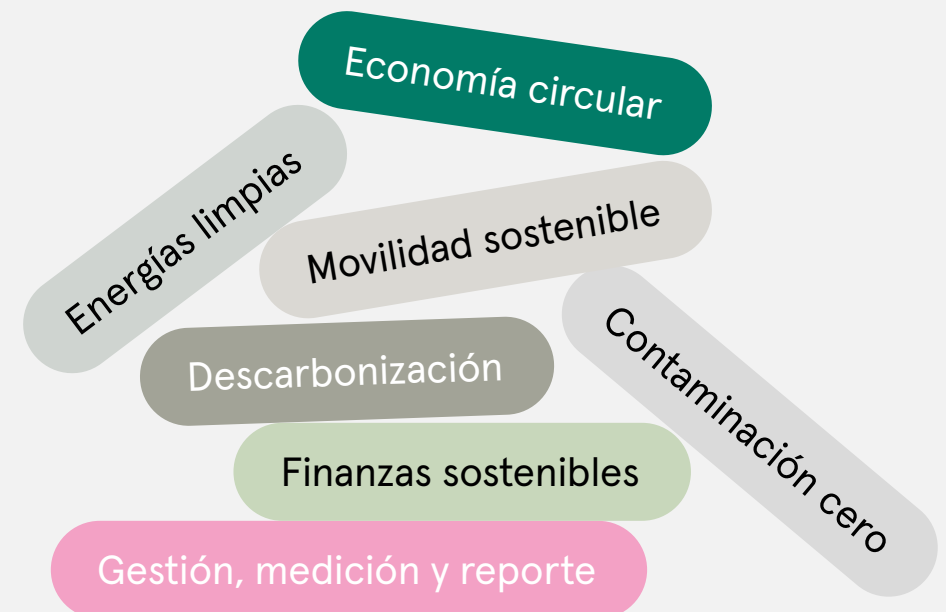 Economía circular
Energías limpias
Movilidad sostenible
Contaminación cero
Descarbonización
Finanzas sostenibles
Gestión, medición y reporte